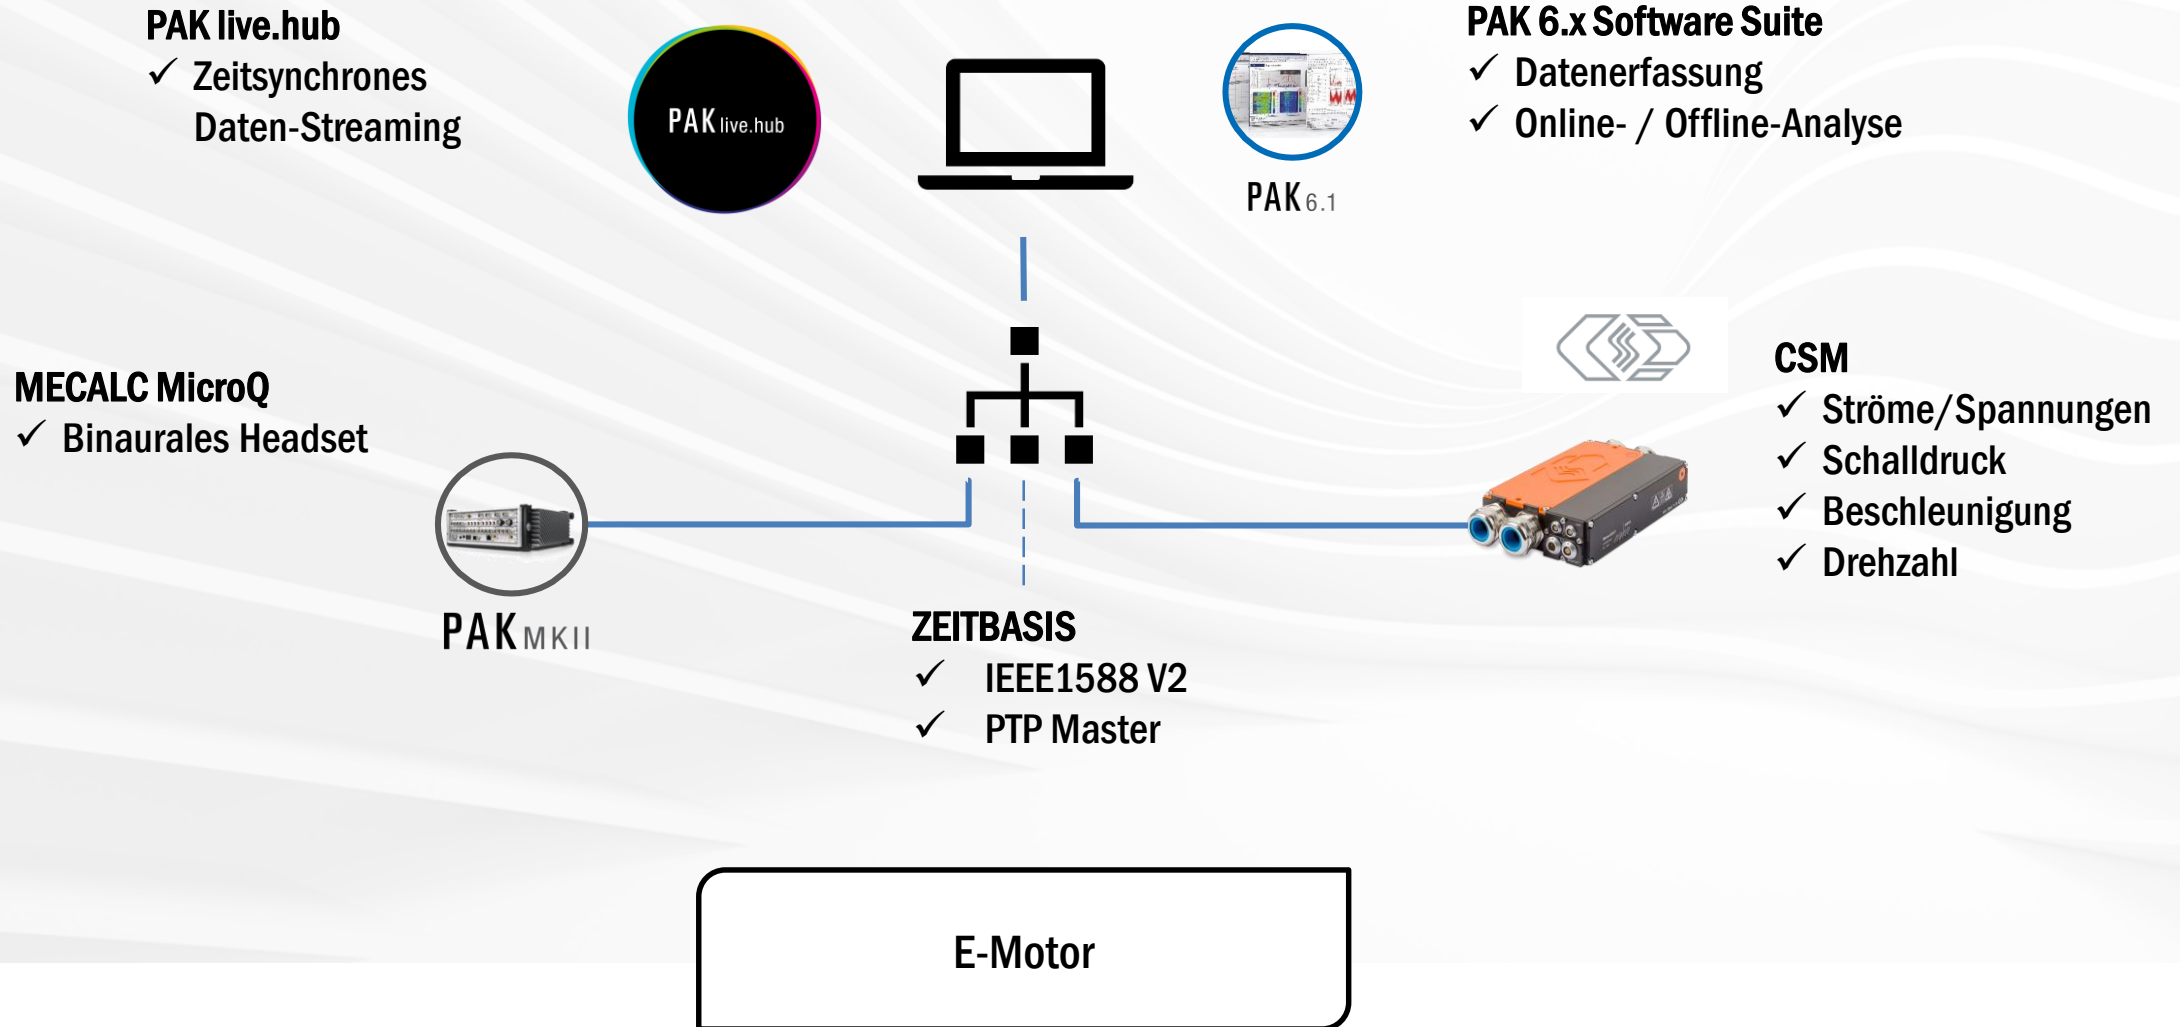 PAK live.hub
✓ Zeitsynchrones
Daten-Streaming
PAK live.hub
PAK 6.1
PAK 6.x Software Suite
✓ Datenerfassung
✓ Online- / Offline-Analyse
MECALC MicroQ
✓ Binaurales Headset
PAK MKII
CSM
✓ Ströme/Spannungen
✓ Schalldruck
✓ Beschleunigung
✓ Drehzahl
ZEITBASIS
✓ IEEE1588 V2
✓ PTP Master
E-Motor